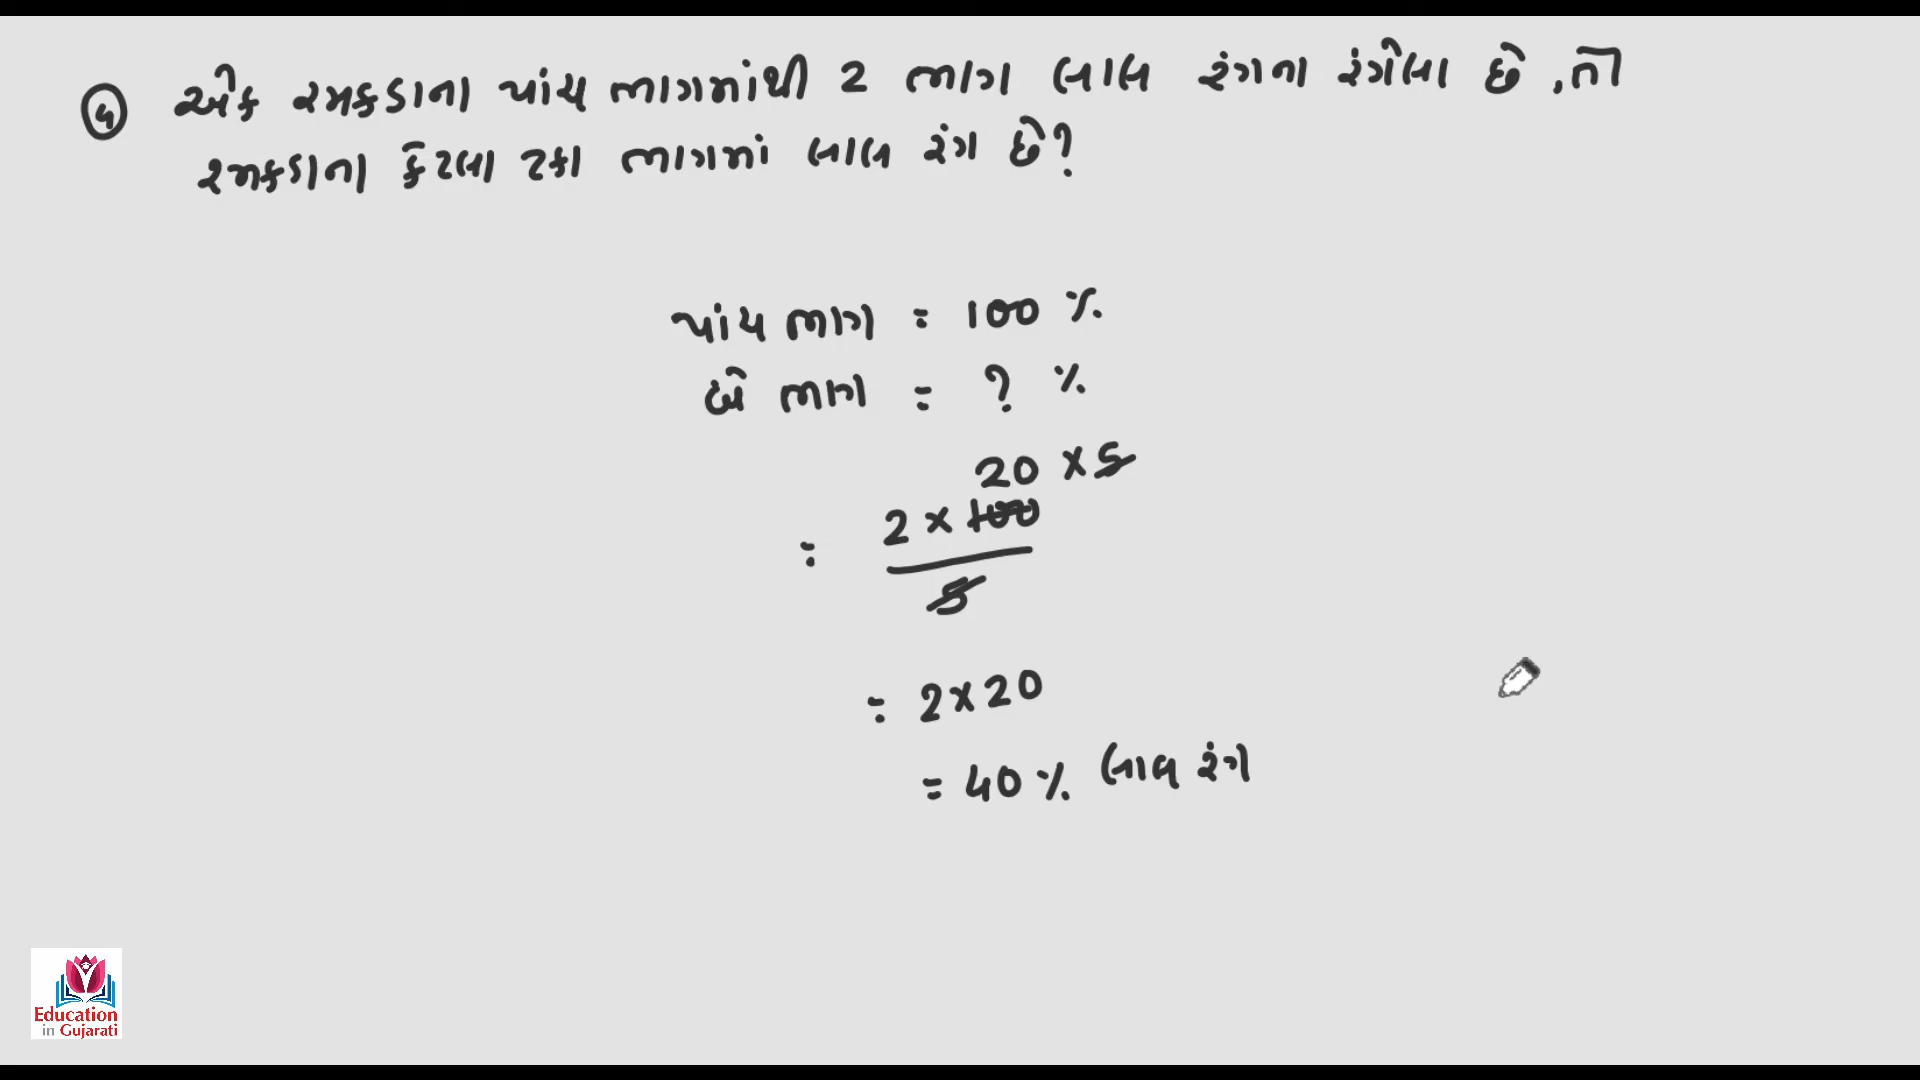 ૫ એક રમકડાના પાંચ ભાગમાંથી 2 ભાગ લાલ રંગના રંગેલા છે, તો
રમકડાના કેટલા ટકા ભાગમાં લાલ રંગ છે?
પાંચ ભાગ = 100 %
બે ભાગ = ? %
20 × 5
= 2 × 100
5
= 2 × 20
= 40 % લાલ રંગ
Education
in Gujarati